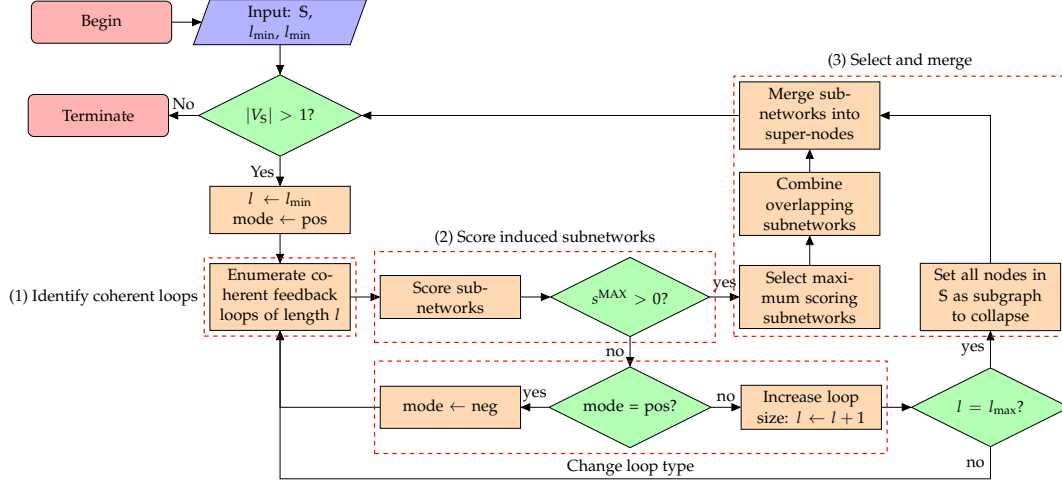 Begin
Input: S,
l_min, l_min
(3) Select and merge
Terminate
No
|V_S| > 1?
Merge sub-
networks into
super-nodes
Yes
l ← l_min
mode ← pos
Combine
overlapping
subnetworks
(2) Score induced subnetworks
(1) Identify coherent loops
Enumerate co-
herent feedback
loops of length l
Score sub-
networks
s^MAX > 0?
yes
Select maxi-
mum scoring
subnetworks
Set all nodes in
S as subgraph
to collapse
no
yes
mode ← neg
yes
mode = pos?
no
Increase loop
size: l ← l + 1
l = l_max?
Change loop type
no